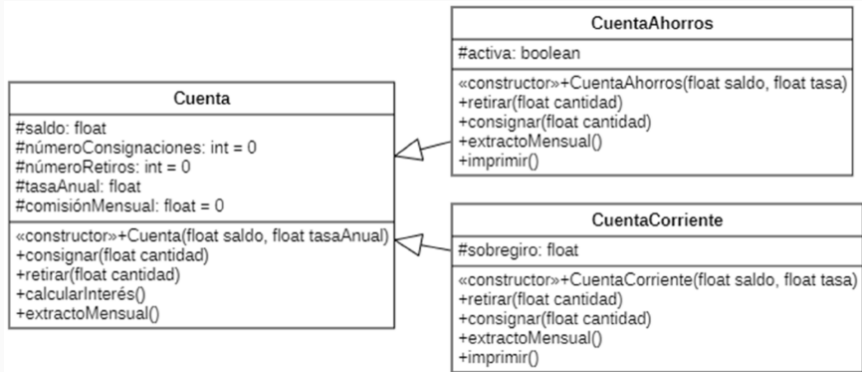 Cuenta
#saldo: float
#númeroConsignaciones: int = 0
#númeroRetiros: int = 0
#tasaAnual: float
#comisiónMensual: float = 0
«constructor»+Cuenta(float saldo, float tasaAnual)
+consignar(float cantidad)
+retirar(float cantidad)
+calcularInterés()
+extractoMensual()
CuentaAhorros
#activa: boolean
«constructor»+CuentaAhorros(float saldo, float tasa)
+retirar(float cantidad)
+consignar(float cantidad)
+extractoMensual()
+imprimir()
CuentaCorriente
#sobregiro: float
«constructor»+CuentaCorriente(float saldo, float tasa)
+retirar(float cantidad)
+consignar(float cantidad)
+extractoMensual()
+imprimir()